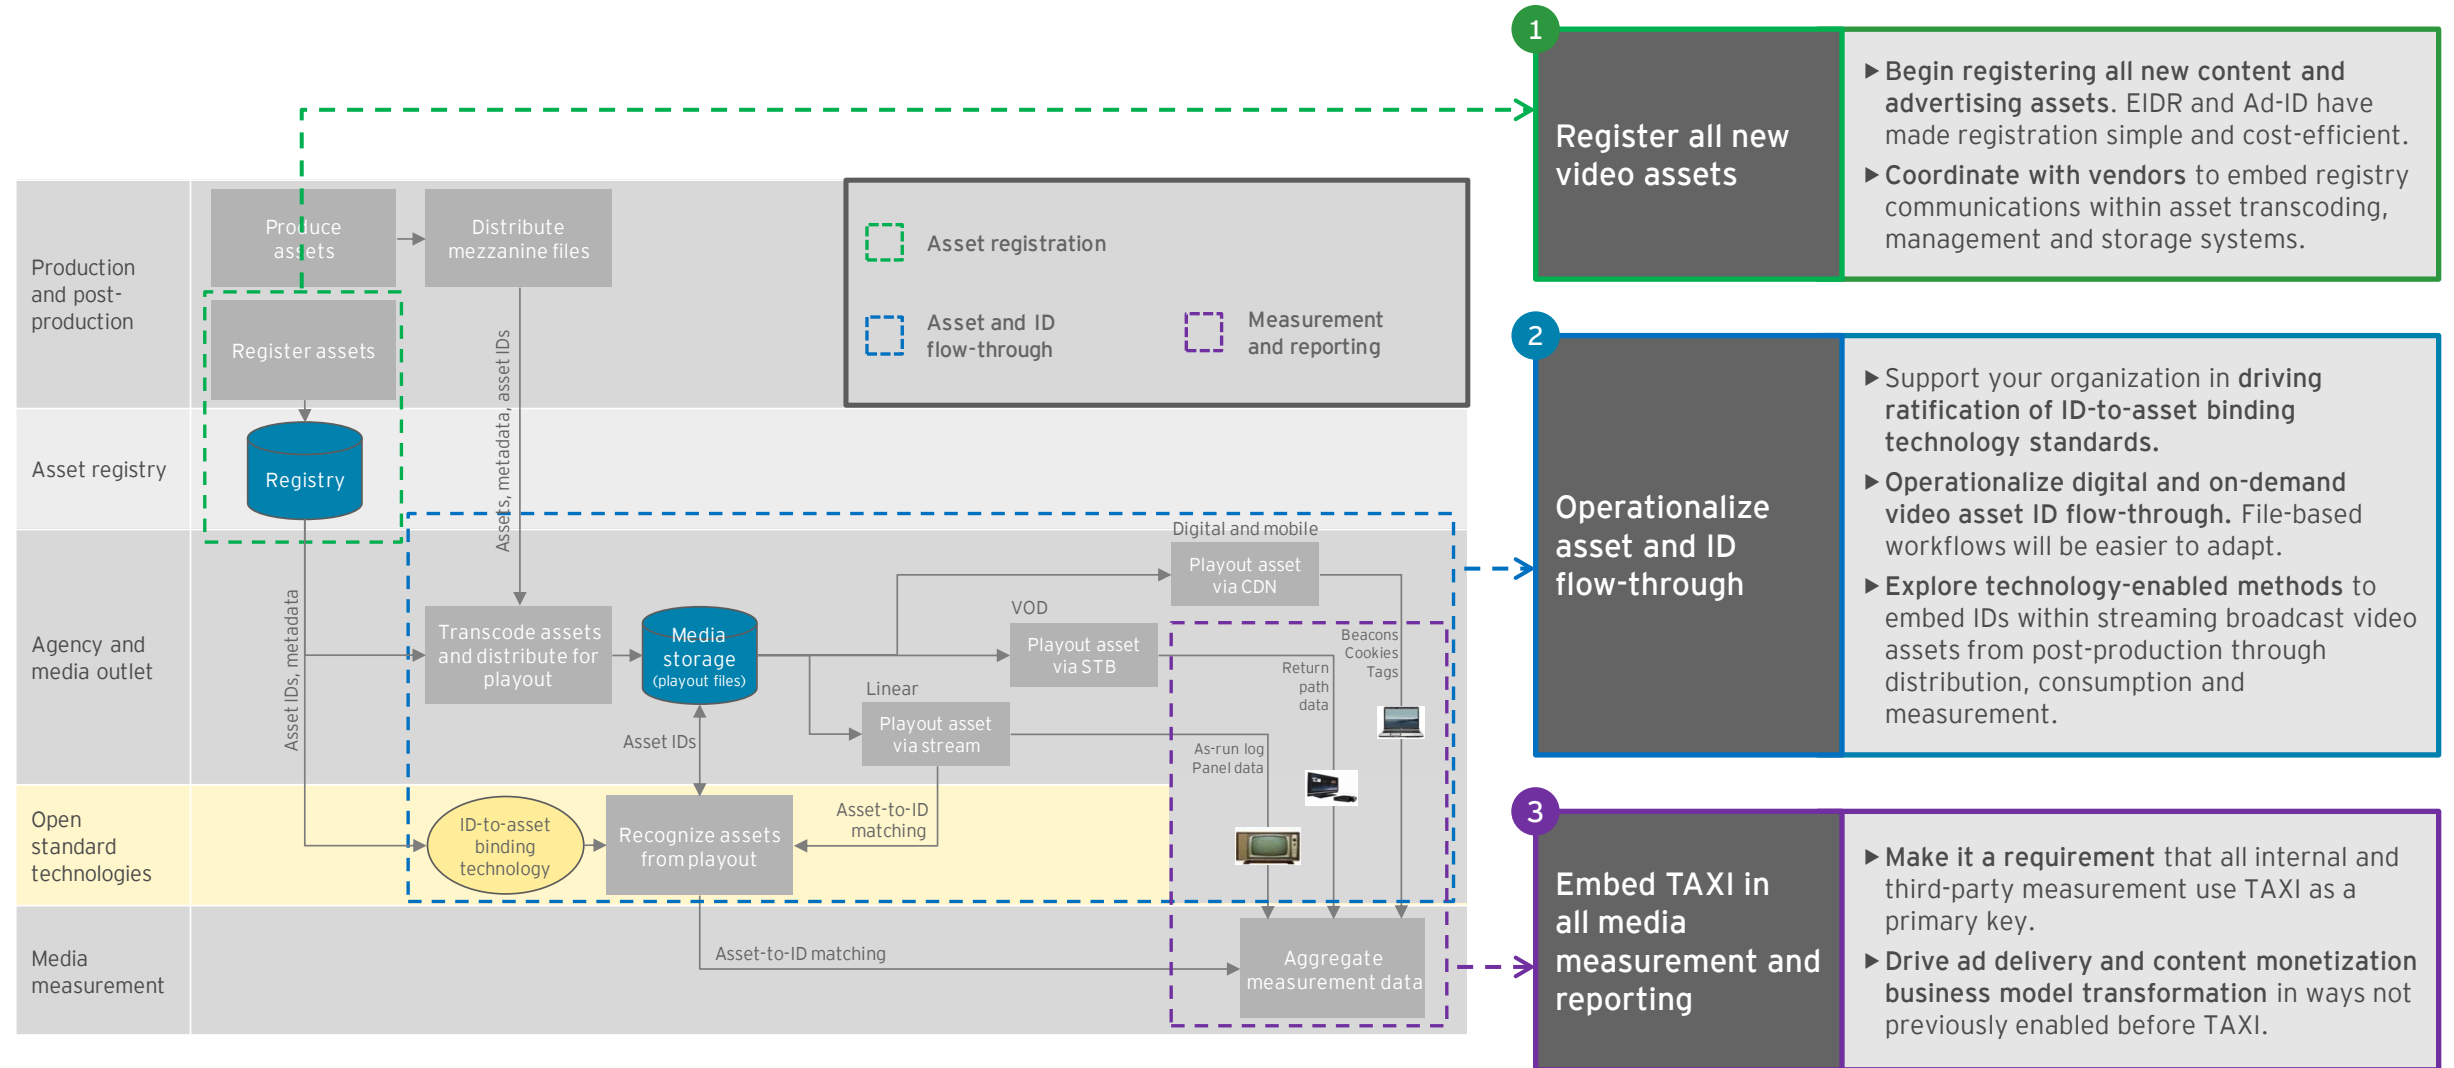 Production
and post-
production
Asset registry
Agency and
media outlet
Open
standard
technologies
Media
measurement
Produce
assets
Distribute
mezzanine files
Register assets
Registry
Assets, metadata, asset IDs
Asset IDs, metadata
Asset registration
Asset and ID
flow-through
Measurement
and reporting
Transcode assets
and distribute for
playout
Media
storage
(playout files)
Digital and mobile
Playout asset
via CDN
VOD
Playout asset
via STB
Linear
Playout asset
via stream
Beacons
Cookies
Tags
Return
path
data
As-run log
Panel data
Asset IDs
ID-to-asset
binding
technology
Recognize assets
from playout
Asset-to-ID
matching
Asset-to-ID matching
Aggregate
measurement data
1
Register all new
video assets
▶ Begin registering all new content and
advertising assets. EIDR and Ad-ID have
made registration simple and cost-efficient.
▶ Coordinate with vendors to embed registry
communications within asset transcoding,
management and storage systems.
2
Operationalize
asset and ID
flow-through
▶ Support your organization in driving
ratification of ID-to-asset binding
technology standards.
▶ Operationalize digital and on-demand
video asset ID flow-through. File-based
workflows will be easier to adapt.
▶ Explore technology-enabled methods to
embed IDs within streaming broadcast video
assets from post-production through
distribution, consumption and
measurement.
3
Embed TAXI in
all media
measurement and
reporting
▶ Make it a requirement that all internal and
third-party measurement use TAXI as a
primary key.
▶ Drive ad delivery and content monetization
business model transformation in ways not
previously enabled before TAXI.